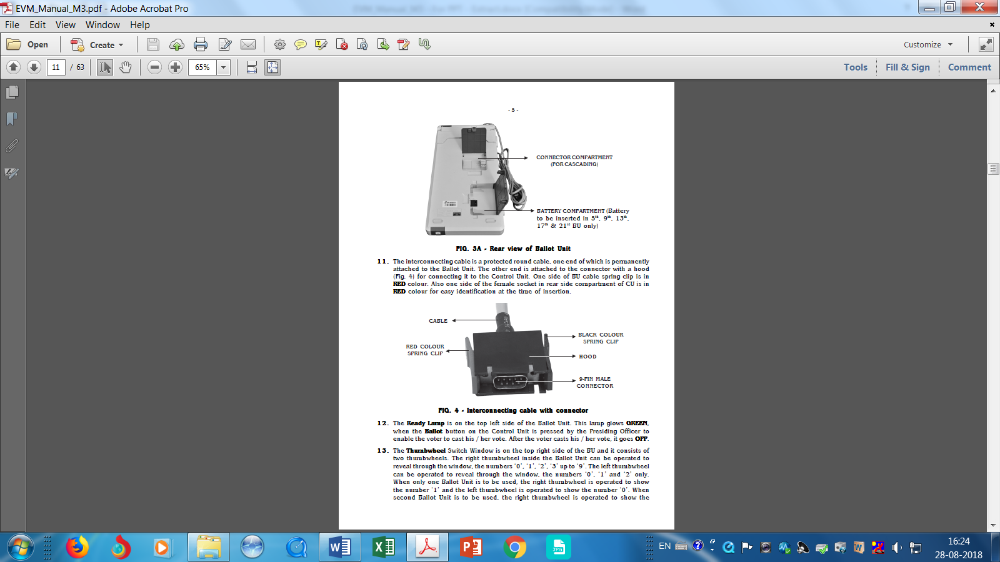 EVM_Manual_M3.pdf - Adobe Acrobat Pro
File Edit View Window Help
Open Create Customize
11 / 63 65% Tools Fill & Sign Comment
- 5 -
CONNECTOR COMPARTMENT
(FOR CASCADING)
BATTERY COMPARTMENT (Battery
to be inserted in 5th, 9th, 13th,
17th & 21st BU only)
FIG. 3A - Rear view of Ballot Unit
11. The interconnecting cable is a protected round cable, one end of which is permanently
attached to the Ballot Unit. The other end is attached to the connector with a hood
(Fig. 4) for connecting it to the Control Unit. One side of BU cable spring clip is in
RED colour. Also one side of the female socket in rear side compartment of CU is in
RED colour for easy identification at the time of insertion.
CABLE
BLACK COLOUR
SPRING CLIP
RED COLOUR
SPRING CLIP
HOOD
9-PIN MALE
CONNECTOR
FIG. 4 - Interconnecting cable with connector
12. The Ready Lamp is on the top left side of the Ballot Unit. This lamp glows GREEN,
when the Ballot button on the Control Unit is pressed by the Presiding Officer to
enable the voter to cast his / her vote. After the voter casts his / her vote, it goes OFF.
13. The Thumbwheel Switch Window is on the top right side of the BU and it consists of
two thumbwheels. The right thumbwheel inside the Ballot Unit can be operated to
reveal through the window, the numbers '0', '1', '2', '3' up to '9'. The left thumbwheel
can be operated to reveal through the window, the numbers '0', '1' and '2' only.
When only one Ballot Unit is to be used, the right thumbwheel is operated to show
the number '1' and the left thumbwheel is operated to show the number '0'. When
second Ballot Unit is to be used, the right thumbwheel is operated to show the
JPG
EN
16:24
28-08-2018